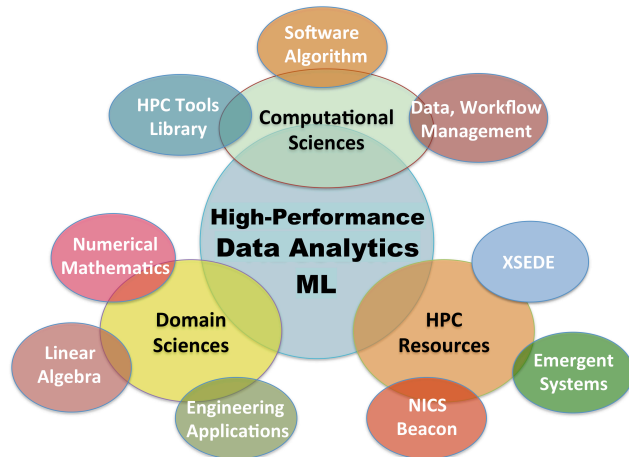 Software
Algorithm
HPC Tools
Library
Computational
Sciences
Data, Workflow
Management
High-Performance
Data Analytics
ML
Numerical
Mathematics
Domain
Sciences
Linear
Algebra
Engineering
Applications
XSEDE
HPC
Resources
Emergent
Systems
NICS
Beacon